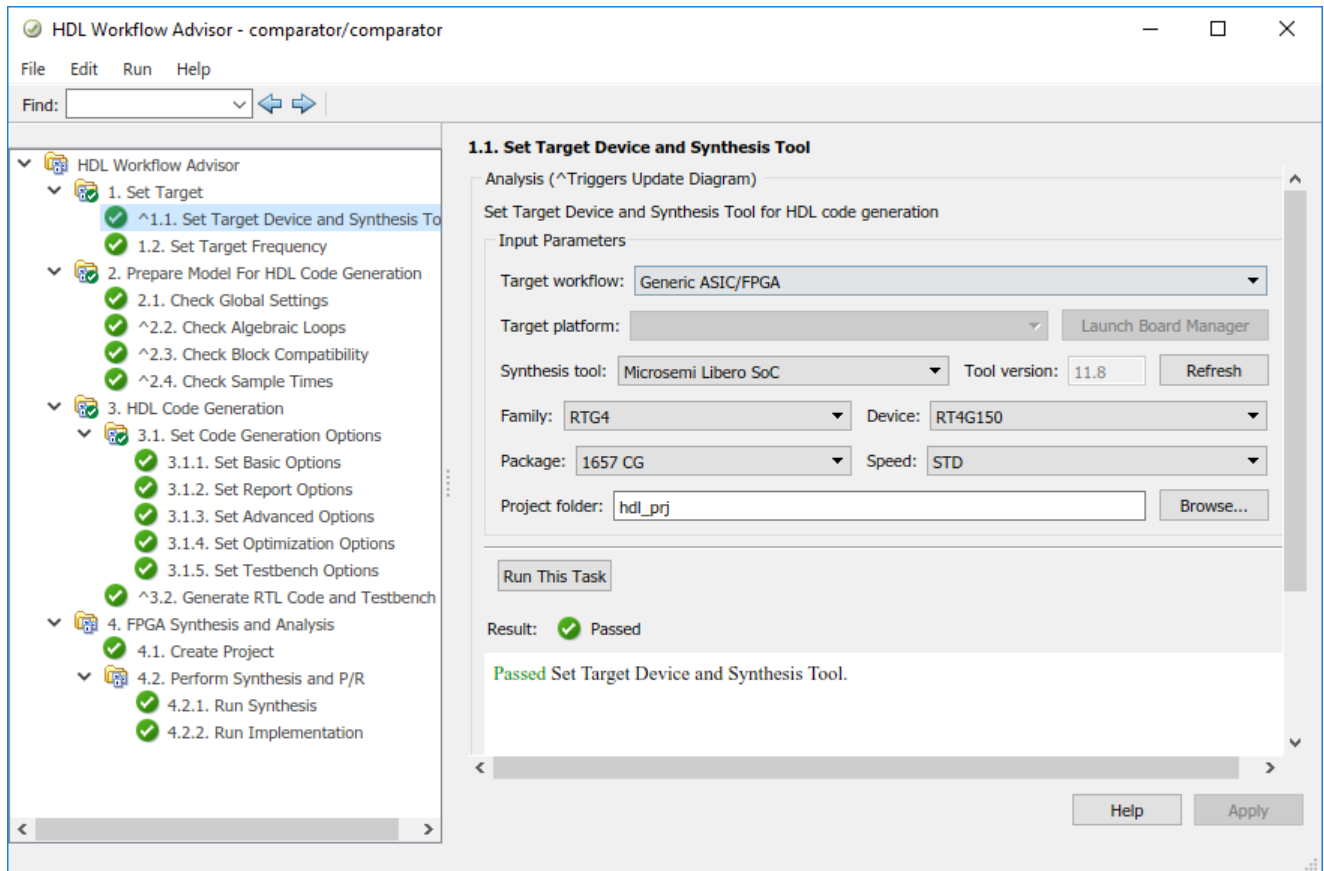 HDL Workflow Advisor - comparator/comparator
File Edit Run Help
Find:
HDL Workflow Advisor
1. Set Target
^1.1. Set Target Device and Synthesis To
1.2. Set Target Frequency
2. Prepare Model For HDL Code Generation
2.1. Check Global Settings
^2.2. Check Algebraic Loops
^2.3. Check Block Compatibility
^2.4. Check Sample Times
3. HDL Code Generation
3.1. Set Code Generation Options
3.1.1. Set Basic Options
3.1.2. Set Report Options
3.1.3. Set Advanced Options
3.1.4. Set Optimization Options
3.1.5. Set Testbench Options
^3.2. Generate RTL Code and Testbench
4. FPGA Synthesis and Analysis
4.1. Create Project
4.2. Perform Synthesis and P/R
4.2.1. Run Synthesis
4.2.2. Run Implementation
1.1. Set Target Device and Synthesis Tool
Analysis (^Triggers Update Diagram)
Set Target Device and Synthesis Tool for HDL code generation
Input Parameters
Target workflow: Generic ASIC/FPGA
Target platform: Launch Board Manager
Synthesis tool: Microsemi Libero SoC Tool version: 11.8 Refresh
Family: RTG4 Device: RT4G150
Package: 1657 CG Speed: STD
Project folder: hdl_prj Browse...
Run This Task
Result: Passed
Passed Set Target Device and Synthesis Tool.
Help Apply